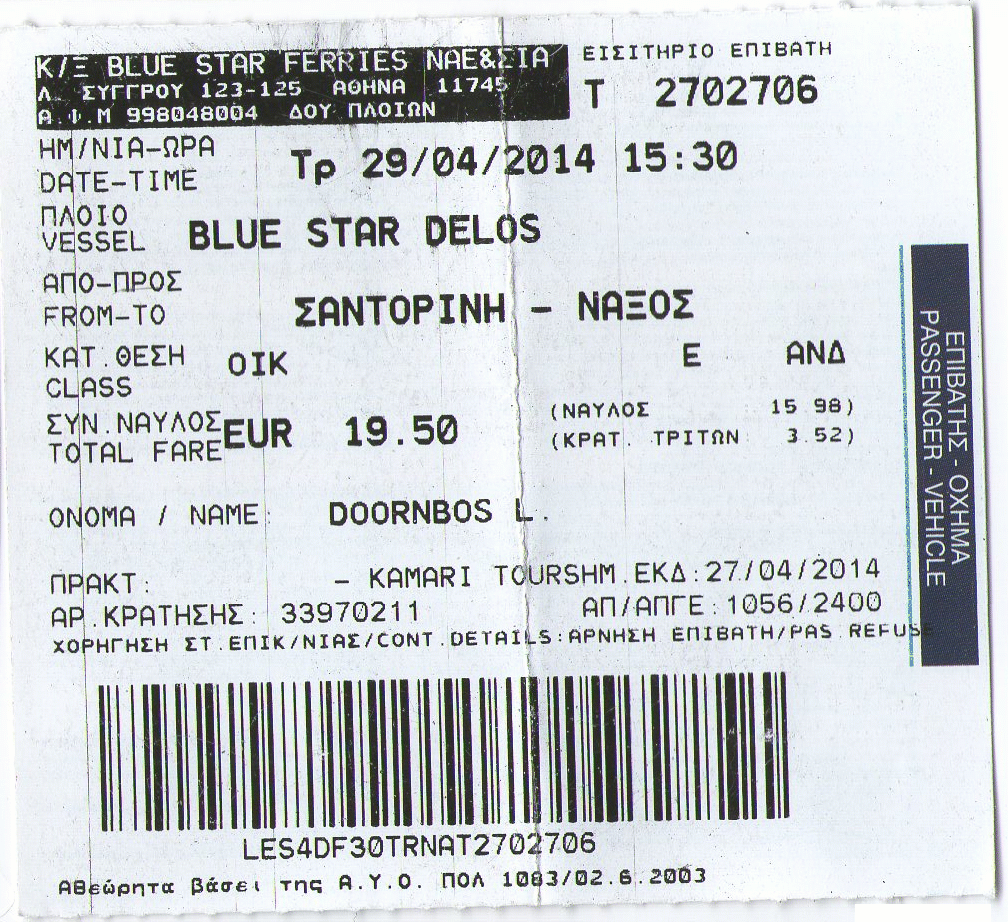 Κ/Ξ BLUE STAR FERRIES ΝΑΕ&ΣΙΑ
Λ. ΣΥΓΓΡΟΥ 123-125 ΑΘΗΝΑ 11745
Α.Φ.Μ 998048004 ΔΟΥ ΠΛΟΙΩΝ
ΕΙΣΙΤΗΡΙΟ ΕΠΙΒΑΤΗ
T 2702706
ΗΜ/ΝΙΑ-ΩΡΑ
DATE-TIME
Τρ 29/04/2014 15:30
ΠΛΟΙΟ
VESSEL
BLUE STAR DELOS
ΑΠΟ-ΠΡΟΣ
FROM-TO
ΣΑΝΤΟΡΙΝΗ - ΝΑΞΟΣ
ΚΑΤ.ΘΕΣΗ
CLASS
ΟΙΚ
Ε ΑΝΔ
ΣΥΝ.ΝΑΥΛΟΣ
TOTAL FARE
EUR 19.50
(ΝΑΥΛΟΣ : 15.98)
(ΚΡΑΤ. ΤΡΙΤΩΝ: 3.52)
ΟΝΟΜΑ / NAME: DOORNBOS L.
ΠΡΑΚΤ: - KAMARI TOURSHM.ΕΚΔ:27/04/2014
ΑΡ.ΚΡΑΤΗΣΗΣ: 33970211 ΑΠ/ΑΠΓΕ:1056/2400
ΧΟΡΗΓΗΣΗ ΣΤ.ΕΠΙΚ/ΝΙΑΣ/CONT.DETAILS:ΑΡΝΗΣΗ ΕΠΙΒΑΤΗ/PAS.REFUSE
LES4DF30TRNAT2702706
Αθεώρητα βάσει της Α.Υ.Ο. ΠΟΛ 1083/02.6.2003
ΕΠΙΒΑΤΗΣ - ΟΧΗΜΑ
PASSENGER - VEHICLE